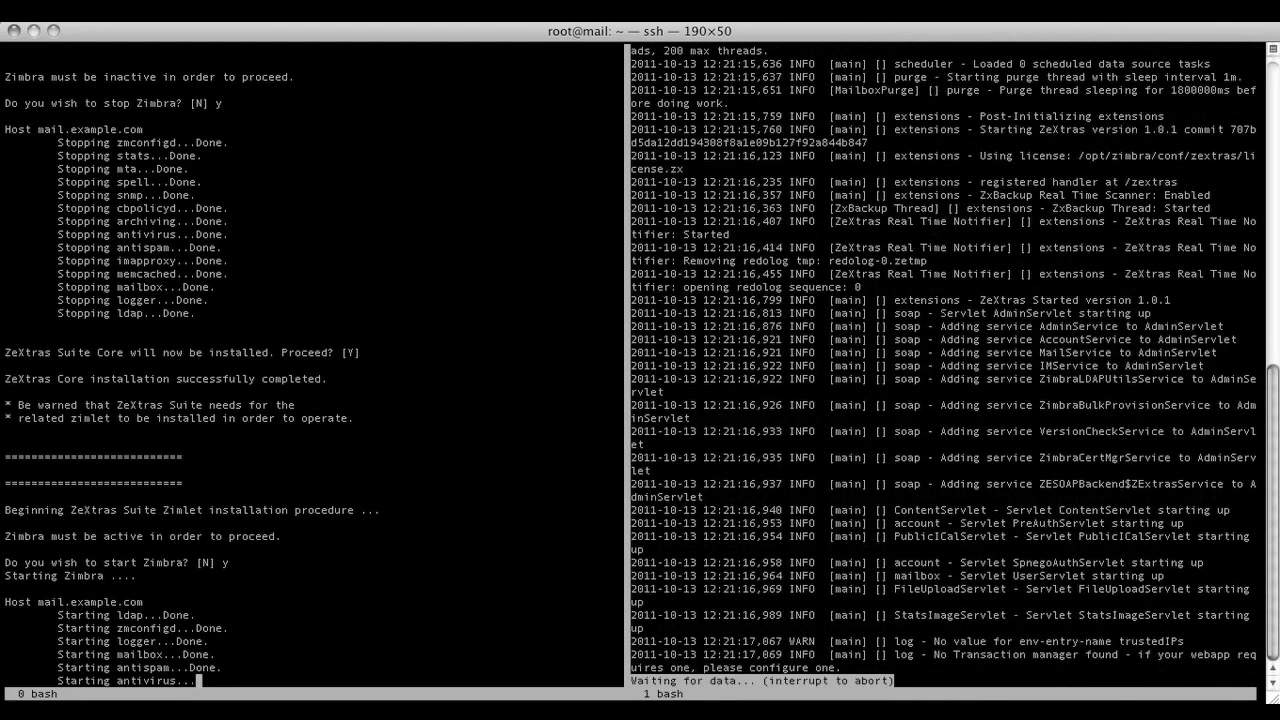 root@mail: ~ — ssh — 190×50
Zimbra must be inactive in order to proceed.
Do you wish to stop Zimbra? [N] y
Host mail.example.com
Stopping zmconfigd...Done.
Stopping stats...Done.
Stopping mta...Done.
Stopping spell...Done.
Stopping snmp...Done.
Stopping cbpolicyd...Done.
Stopping archiving...Done.
Stopping antivirus...Done.
Stopping antispam...Done.
Stopping imapproxy...Done.
Stopping memcached...Done.
Stopping mailbox...Done.
Stopping logger...Done.
Stopping ldap...Done.
ZeXtras Suite Core will now be installed. Proceed? [Y]
ZeXtras Core installation successfully completed.
* Be warned that ZeXtras Suite needs for the
* related zimlet to be installed in order to operate.
===========================
===========================
Beginning ZeXtras Suite Zimlet installation procedure ...
Zimbra must be active in order to proceed.
Do you wish to start Zimbra? [N] y
Starting Zimbra ....
Host mail.example.com
Starting ldap...Done.
Starting zmconfigd...Done.
Starting logger...Done.
Starting mailbox...Done.
Starting antispam...Done.
Starting antivirus...
0 bash
ads, 200 max threads.
2011-10-13 12:21:15,636 INFO  [main] [] scheduler - Loaded 0 scheduled data source tasks
2011-10-13 12:21:15,637 INFO  [main] [] purge - Starting purge thread with sleep interval 1m.
2011-10-13 12:21:15,651 INFO  [MailboxPurge] [] purge - Purge thread sleeping for 1800000ms bef
ore doing work.
2011-10-13 12:21:15,759 INFO  [main] [] extensions - Post-Initializing extensions
2011-10-13 12:21:15,760 INFO  [main] [] extensions - Starting ZeXtras version 1.0.1 commit 707b
d5da12dd194308f8a1e09b127f92a844b847
2011-10-13 12:21:16,123 INFO  [main] [] extensions - Using license: /opt/zimbra/conf/zextras/li
cense.zx
2011-10-13 12:21:16,235 INFO  [main] [] extensions - registered handler at /zextras
2011-10-13 12:21:16,357 INFO  [main] [] extensions - ZxBackup Real Time Scanner: Enabled
2011-10-13 12:21:16,363 INFO  [ZxBackup Thread] [] extensions - ZxBackup Thread: Started
2011-10-13 12:21:16,407 INFO  [ZeXtras Real Time Notifier] [] extensions - ZeXtras Real Time No
tifier: Started
2011-10-13 12:21:16,414 INFO  [ZeXtras Real Time Notifier] [] extensions - ZeXtras Real Time No
tifier: Removing redolog tmp: redolog-0.zetmp
2011-10-13 12:21:16,455 INFO  [ZeXtras Real Time Notifier] [] extensions - ZeXtras Real Time No
tifier: opening redolog sequence: 0
2011-10-13 12:21:16,799 INFO  [main] [] extensions - ZeXtras Started version 1.0.1
2011-10-13 12:21:16,813 INFO  [main] [] soap - Servlet AdminServlet starting up
2011-10-13 12:21:16,876 INFO  [main] [] soap - Adding service AdminService to AdminServlet
2011-10-13 12:21:16,921 INFO  [main] [] soap - Adding service AccountService to AdminServlet
2011-10-13 12:21:16,921 INFO  [main] [] soap - Adding service MailService to AdminServlet
2011-10-13 12:21:16,922 INFO  [main] [] soap - Adding service IMService to AdminServlet
2011-10-13 12:21:16,922 INFO  [main] [] soap - Adding service ZimbraLDAPUtilsService to AdminSe
rvlet
2011-10-13 12:21:16,926 INFO  [main] [] soap - Adding service ZimbraBulkProvisionService to Adm
inServlet
2011-10-13 12:21:16,933 INFO  [main] [] soap - Adding service VersionCheckService to AdminServl
et
2011-10-13 12:21:16,935 INFO  [main] [] soap - Adding service ZimbraCertMgrService to AdminServ
let
2011-10-13 12:21:16,937 INFO  [main] [] soap - Adding service ZESOAPBackend$ZExtrasService to A
dminServlet
2011-10-13 12:21:16,940 INFO  [main] [] ContentServlet - Servlet ContentServlet starting up
2011-10-13 12:21:16,953 INFO  [main] [] account - Servlet PreAuthServlet starting up
2011-10-13 12:21:16,954 INFO  [main] [] PublicICalServlet - Servlet PublicICalServlet starting
up
2011-10-13 12:21:16,958 INFO  [main] [] account - Servlet SpnegoAuthServlet starting up
2011-10-13 12:21:16,964 INFO  [main] [] mailbox - Servlet UserServlet starting up
2011-10-13 12:21:16,969 INFO  [main] [] FileUploadServlet - Servlet FileUploadServlet starting
up
2011-10-13 12:21:16,989 INFO  [main] [] StatsImageServlet - Servlet StatsImageServlet starting
up
2011-10-13 12:21:17,067 WARN  [main] [] log - No value for env-entry-name trustedIPs
2011-10-13 12:21:17,069 INFO  [main] [] log - No Transaction manager found - if your webapp req
uires one, please configure one.
Waiting for data... (interrupt to abort)
1 bash